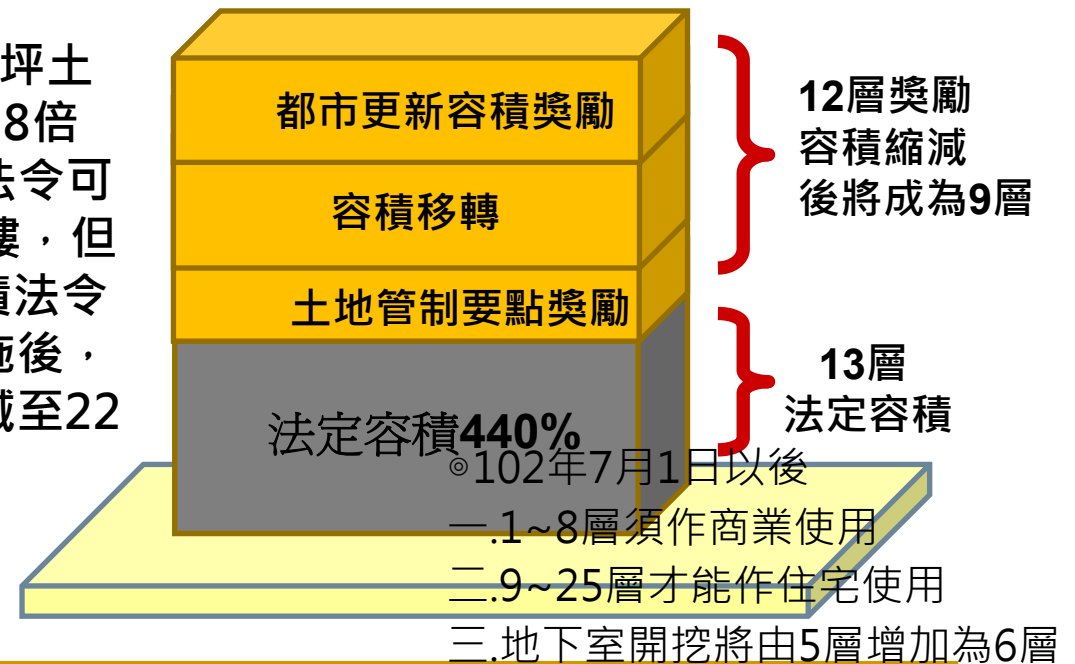 坪土
8倍
法令可
樓，但
積法令
施後，
減至22
都市更新容積獎勵
容積移轉
土地管制要點獎勵
法定容積440%
12層獎勵
容積縮減
後將成為9層
13層
法定容積
◎102年7月1日以後
一.1~8層須作商業使用
二.9~25層才能作住宅使用
三.地下室開挖將由5層增加為6層